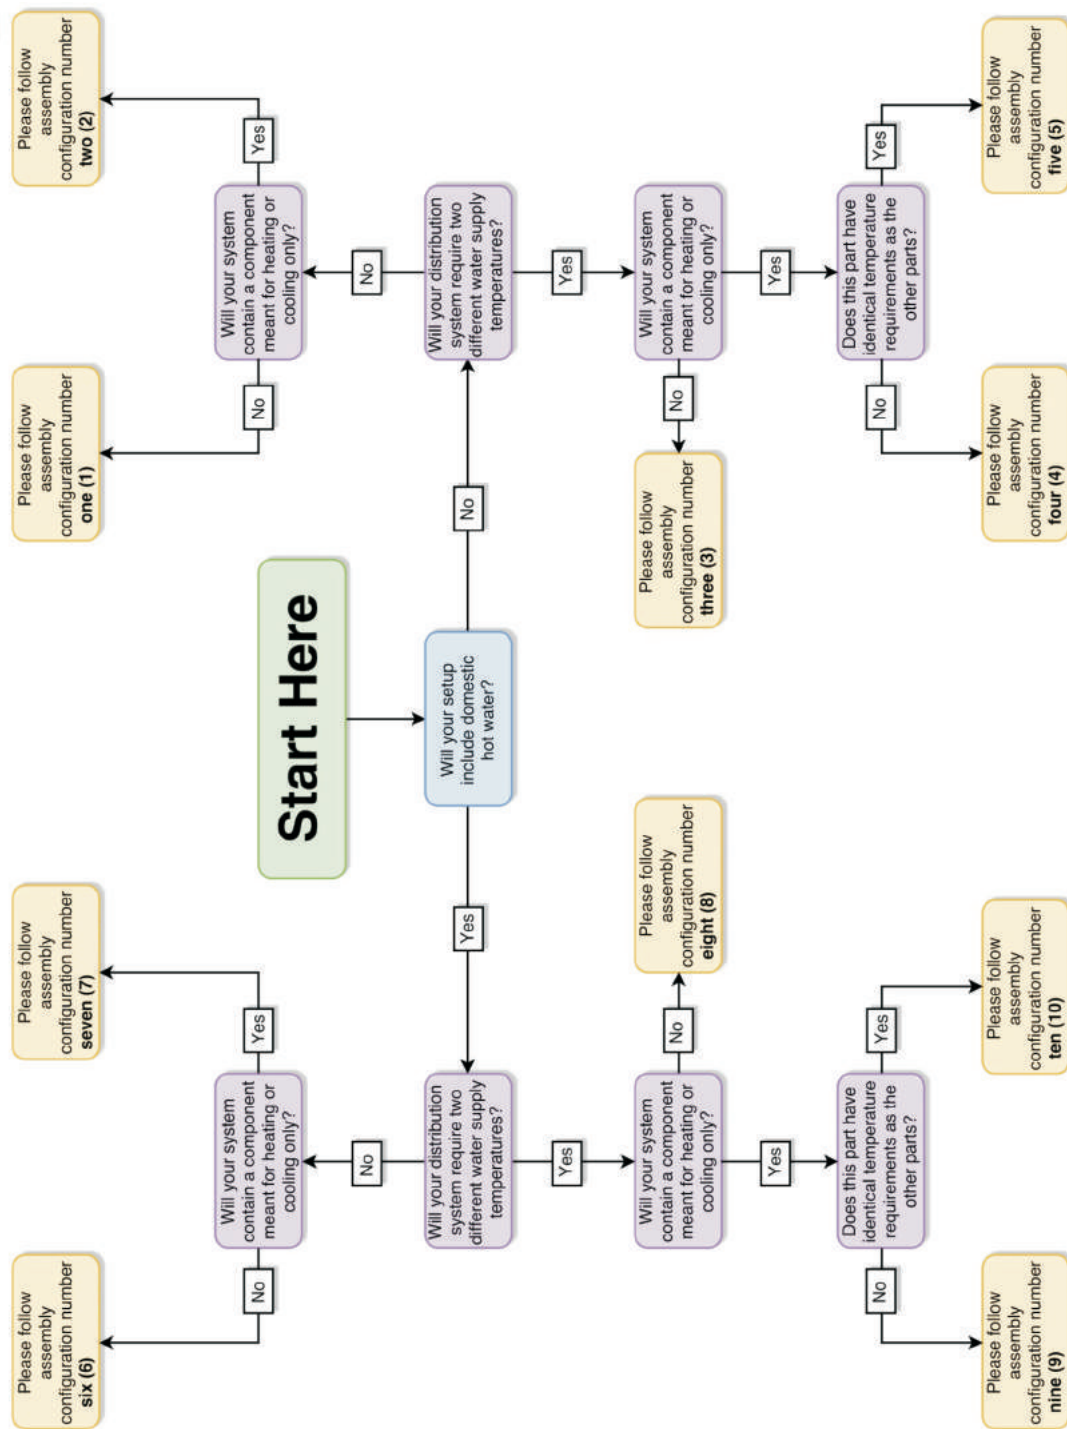 Please follow
assembly
configuration number
six (6)
Please follow
assembly
configuration number
seven (7)
Please follow
assembly
configuration number
one (1)
Please follow
assembly
configuration number
two (2)
No
Will your system
contain a component
meant for heating or
cooling only?
Yes
Start Here
No
Will your system
contain a component
meant for heating or
cooling only?
Yes
No
No
Will your distribution
system require two
different water supply
temperatures?
Yes
Will your setup
include domestic
hot water?
No
Will your distribution
system require two
different water supply
temperatures?
Yes
Yes
Will your system
contain a component
meant for heating or
cooling only?
No
Please follow
assembly
configuration number
eight (8)
Please follow
assembly
configuration number
three (3)
No
Will your system
contain a component
meant for heating or
cooling only?
Yes
Yes
No
Does this part have
identical temperature
requirements as the
other parts?
Yes
No
Does this part have
identical temperature
requirements as the
other parts?
Yes
Please follow
assembly
configuration number
nine (9)
Please follow
assembly
configuration number
ten (10)
Please follow
assembly
configuration number
four (4)
Please follow
assembly
configuration number
five (5)